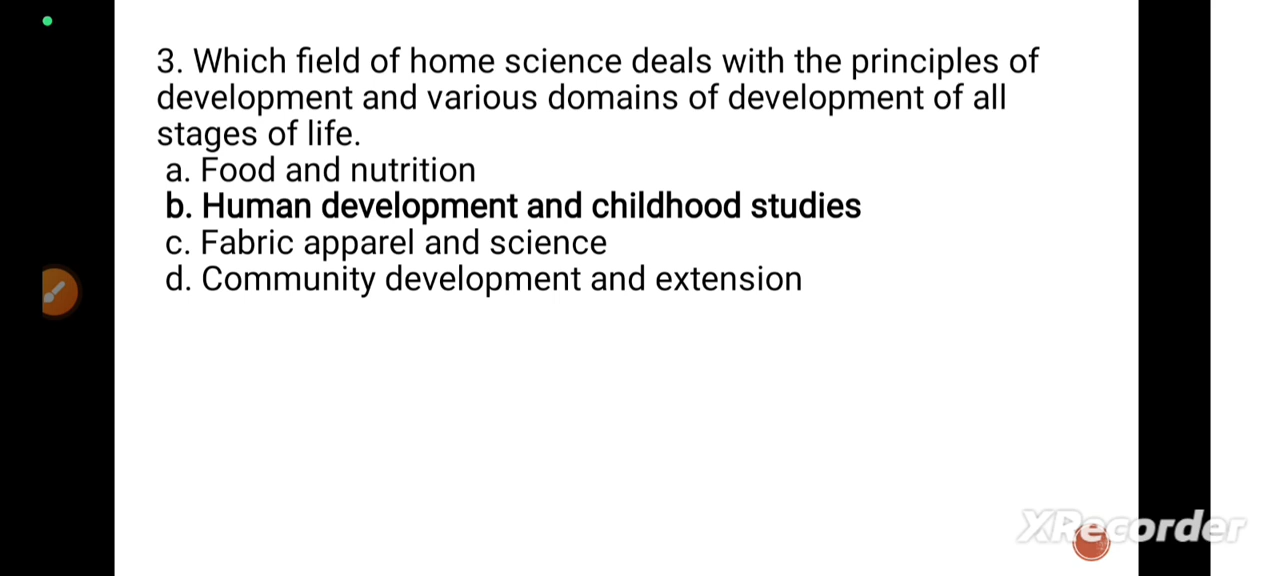 3. Which field of home science deals with the principles of
development and various domains of development of all
stages of life.
a. Food and nutrition
b. Human development and childhood studies
c. Fabric apparel and science
d. Community development and extension
XRecorder